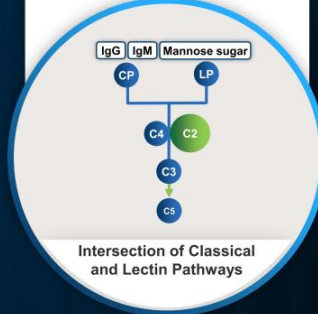 IgG IgM Mannose sugar
CP LP
C4 C2
C3
C5
Intersection of Classical
and Lectin Pathways